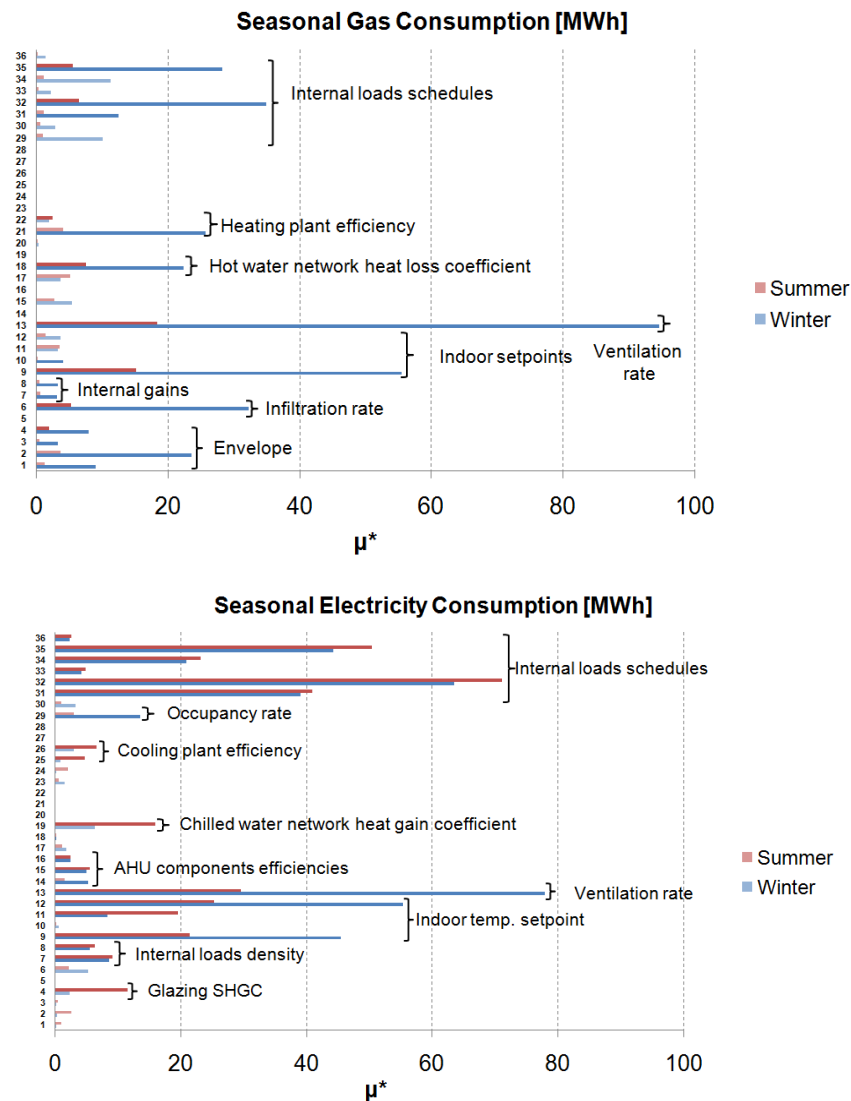 Seasonal Gas Consumption [MWh]
36
35
34
33
32
31
30
29
28
27
26
25
24
23
22
21
20
19
18
17
16
15
14
13
12
11
10
9
8
7
6
5
4
3
2
1
Internal loads schedules
Heating plant efficiency
Hot water network heat loss coefficient
Summer
Winter
Indoor setpoints
Ventilation
rate
Internal gains
Infiltration rate
Envelope
0 20 40 60 80 100
μ*
Seasonal Electricity Consumption [MWh]
36
35
34
33
32
31
30
29
28
27
26
25
24
23
22
21
20
19
18
17
16
15
14
13
12
11
10
9
8
7
6
5
4
3
2
1
Internal loads schedules
Occupancy rate
Cooling plant efficiency
Chilled water network heat gain coefficient
AHU components efficiencies
Summer
Winter
Ventilation rate
Indoor temp. setpoint
Internal loads density
Glazing SHGC
0 20 40 60 80 100
μ*